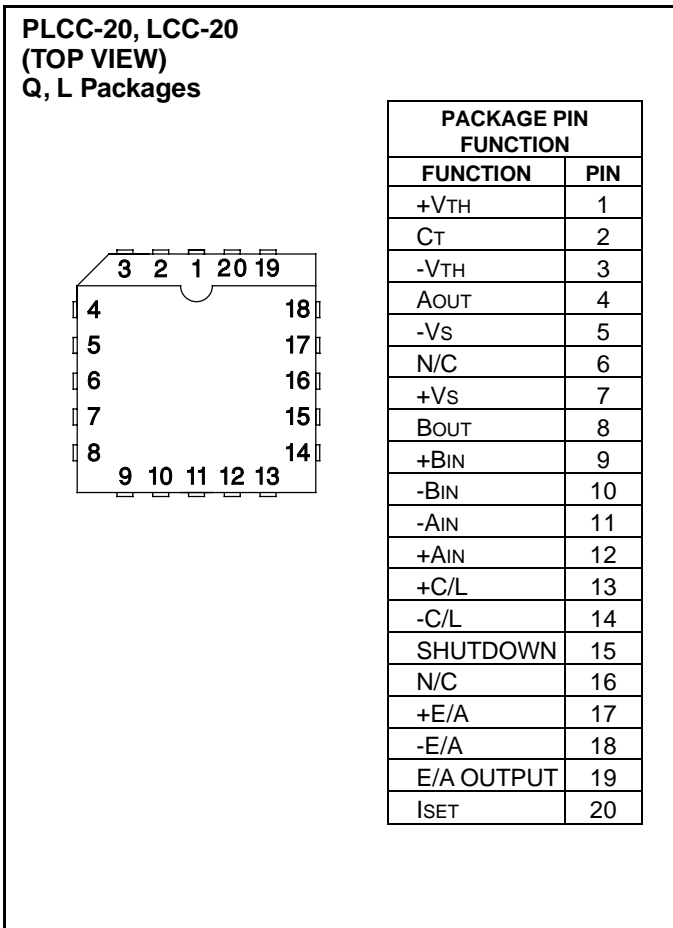 PLCC-20, LCC-20
(TOP VIEW)
Q, L Packages
3 2 1 20 19
4 18
5 17
6 16
7 15
8 14
9 10 11 12 13
PACKAGE PIN
FUNCTION
FUNCTION PIN
+VTH 1
CT 2
-VTH 3
AOUT 4
-VS 5
N/C 6
+VS 7
BOUT 8
+BIN 9
-BIN 10
-AIN 11
+AIN 12
+C/L 13
-C/L 14
SHUTDOWN 15
N/C 16
+E/A 17
-E/A 18
E/A OUTPUT 19
ISET 20